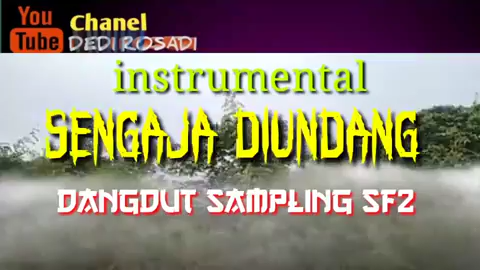 You Tube
Chanel
DEDI ROSADI
instrumental
SENGAJA DIUNDANG
DANGDUT SAMPLING SF2